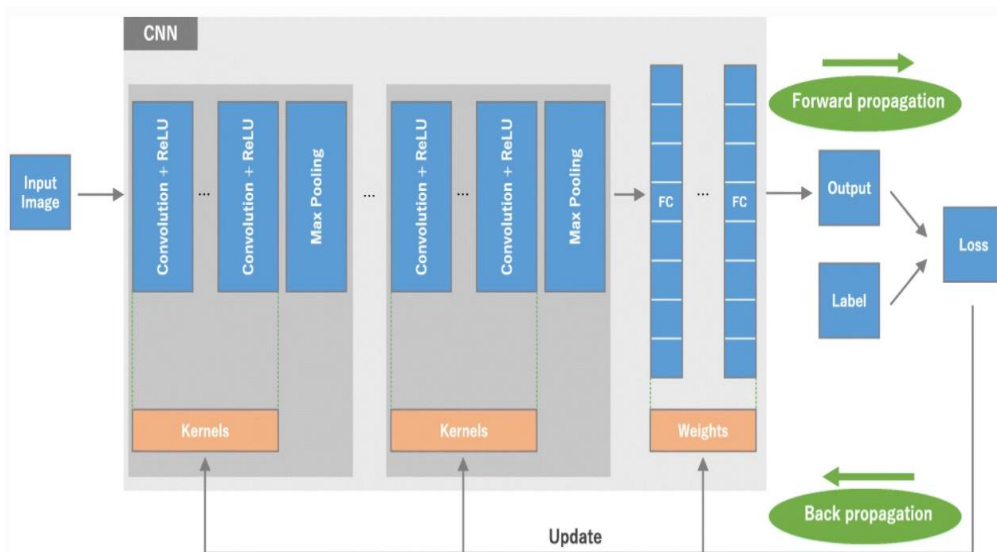 CNN
Forward propagation
Input
Image
Convolution + ReLU
...
Convolution + ReLU
Max Pooling
...
Convolution + ReLU
...
Convolution + ReLU
Max Pooling
FC
...
FC
Output
Label
Loss
Kernels
Kernels
Weights
Back propagation
Update